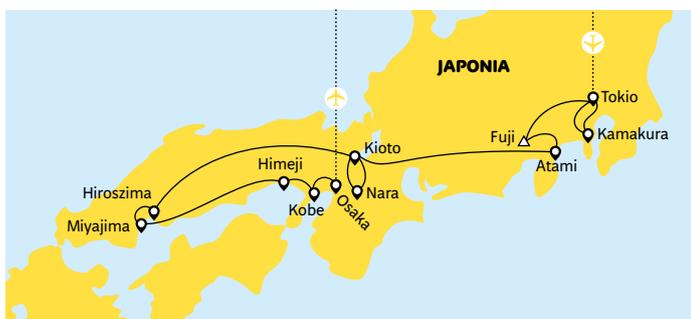 JAPONIA
Tokio
Fuji
Kamakura
Kioto
Atami
Himeji
Hiroszima
Nara
Kobe
Osaka
Miyajima